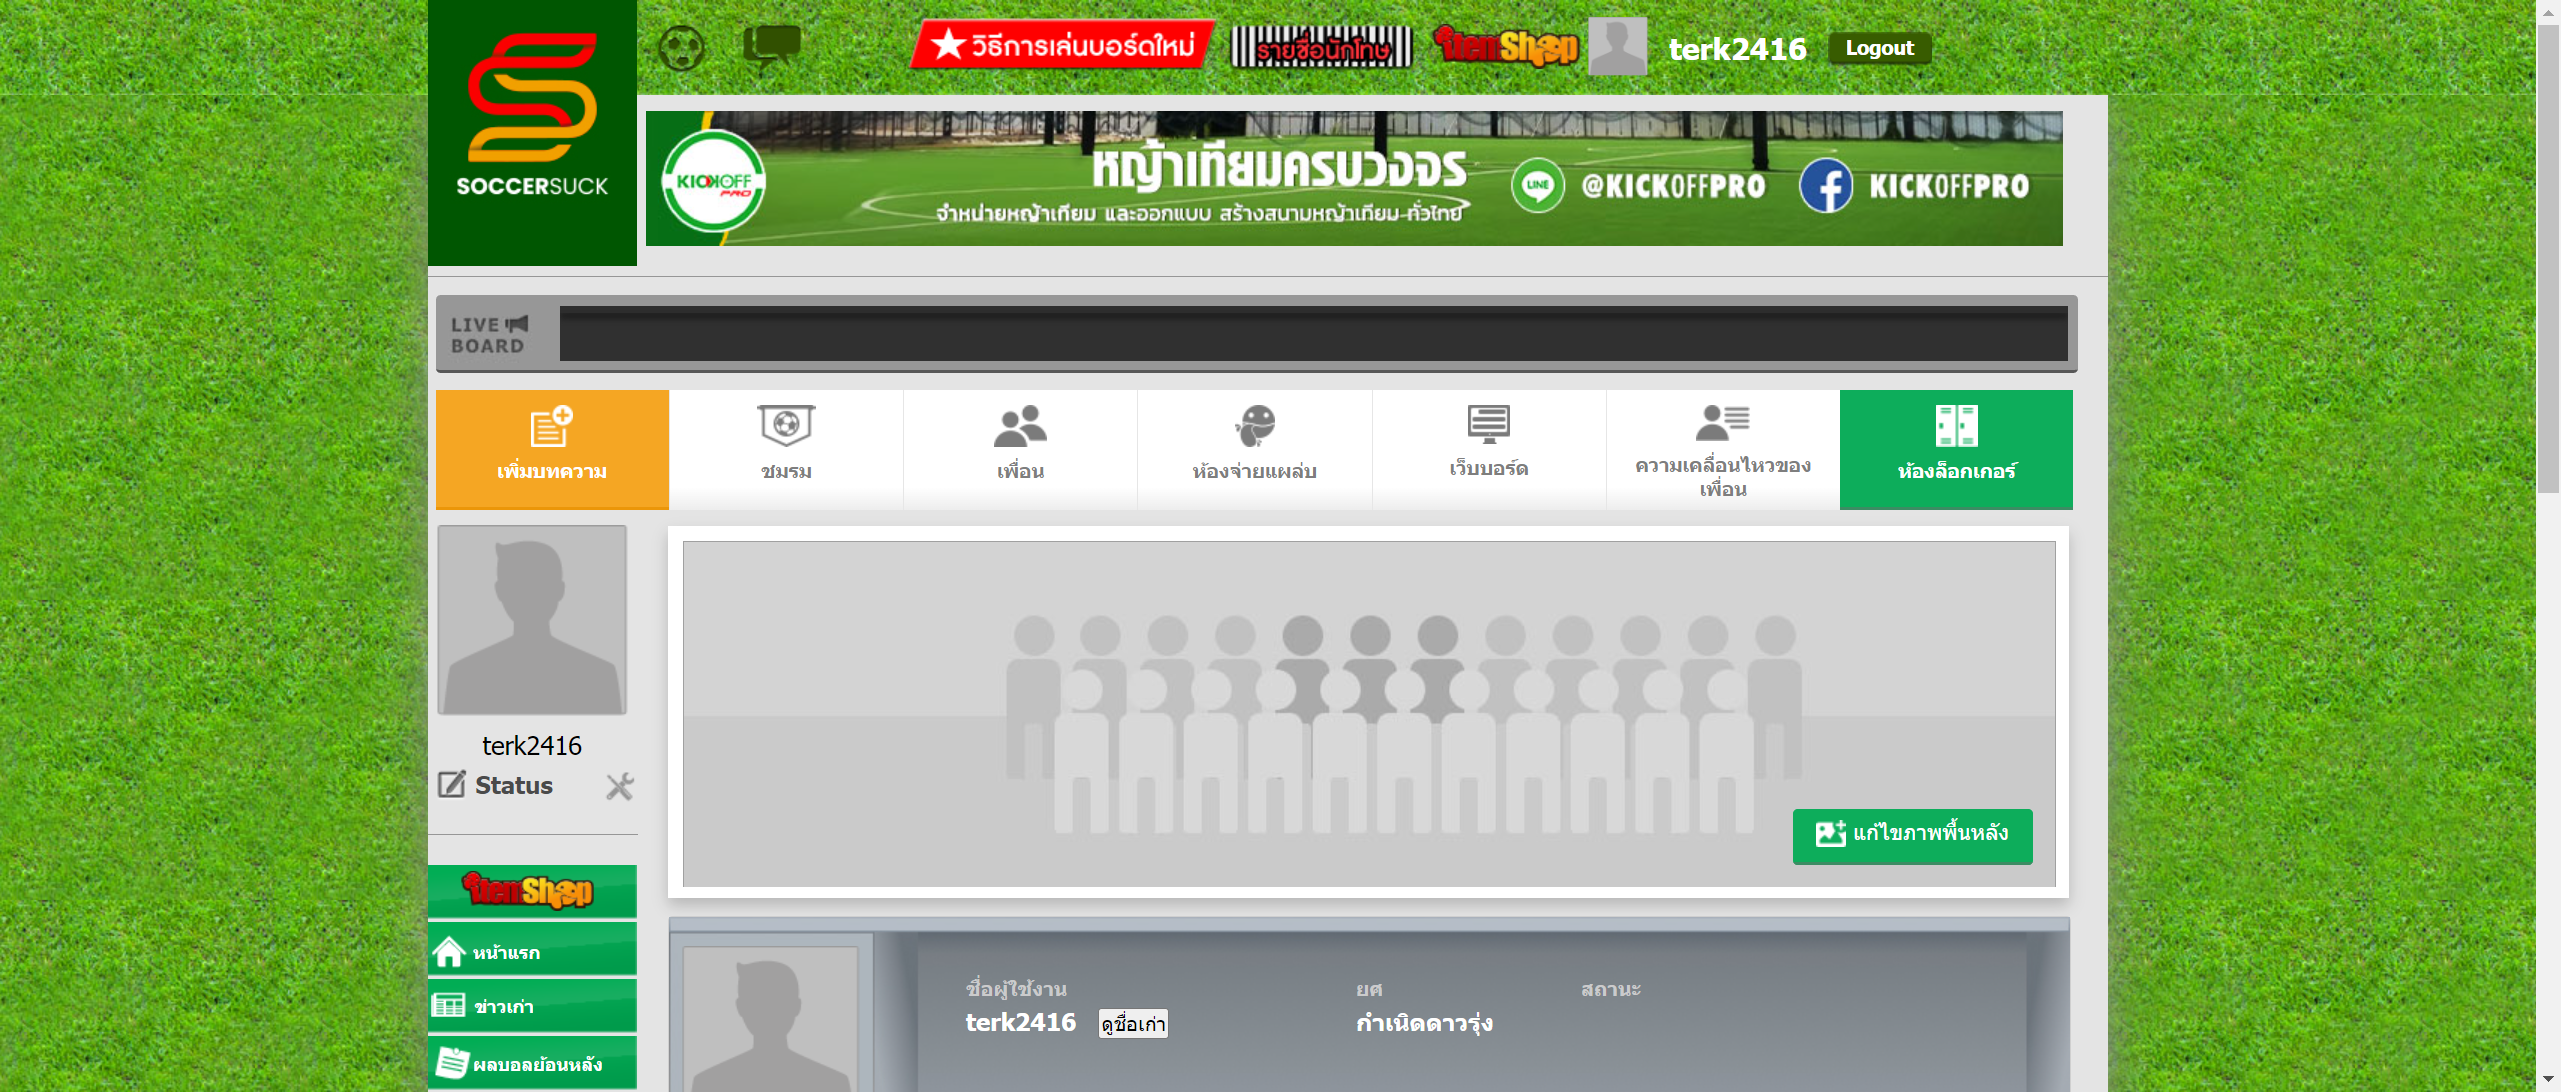 SOCCERSUCK
★ วิธีการเล่นบอร์ดใหม่
รายชื่อนักโทษ
itemShop
terk2416
Logout
KICKOFF
PRO
หญ้าเทียมครบวงจร
จำหน่ายหญ้าเทียม และออกแบบ สร้างสนามหญ้าเทียม ทั่วไทย
LINE
@KICKOFFPRO
KICKOFFPRO
LIVE
BOARD
เพิ่มบทความ
ชมรม
เพื่อน
ห้องจ่ายแผล่บ
เว็บบอร์ด
ความเคลื่อนไหวของ
เพื่อน
ห้องล็อกเกอร์
terk2416
Status
แก้ไขภาพพื้นหลัง
itemShop
หน้าแรก
ข่าวเก่า
ผลบอลย้อนหลัง
ชื่อผู้ใช้งาน
ยศ
สถานะ
terk2416
ดูชื่อเก่า
กำเนิดดาวรุ่ง